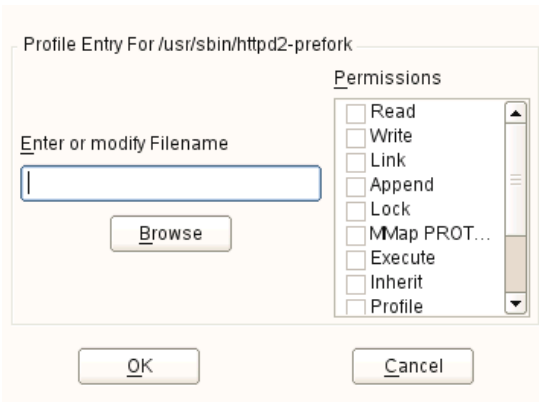 Profile Entry For /usr/sbin/httpd2-prefork
Permissions
Read
Write
Link
Append
Lock
MMap PROT...
Execute
Inherit
Profile
Enter or modify Filename
Browse
OK
Cancel